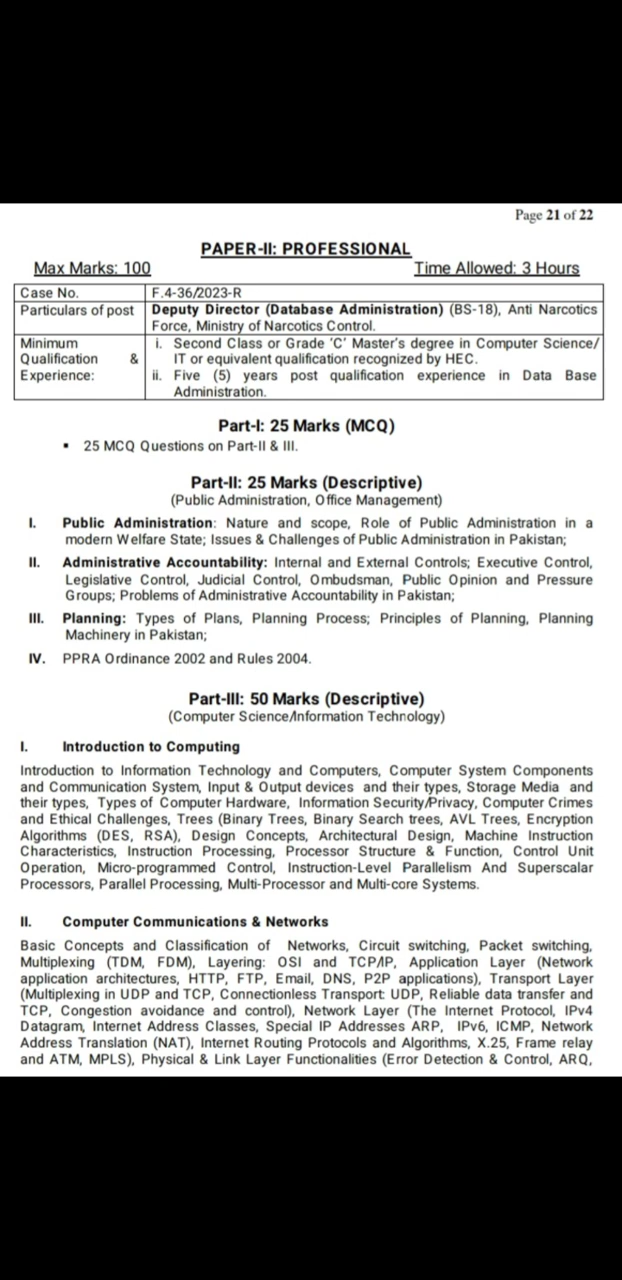 Page 21 of 22
PAPER-II: PROFESSIONAL
Max Marks: 100 Time Allowed: 3 Hours
Case No. F.4-36/2023-R
Particulars of post Deputy Director (Database Administration) (BS-18), Anti Narcotics
Force, Ministry of Narcotics Control.
Minimum i. Second Class or Grade 'C' Master's degree in Computer Science/
Qualification & IT or equivalent qualification recognized by HEC.
Experience: ii. Five (5) years post qualification experience in Data Base
Administration.
Part-I: 25 Marks (MCQ)
▪ 25 MCQ Questions on Part-II & III.
Part-II: 25 Marks (Descriptive)
(Public Administration, Office Management)
I. Public Administration: Nature and scope, Role of Public Administration in a
modern Welfare State; Issues & Challenges of Public Administration in Pakistan;
II. Administrative Accountability: Internal and External Controls; Executive Control,
Legislative Control, Judicial Control, Ombudsman, Public Opinion and Pressure
Groups; Problems of Administrative Accountability in Pakistan;
III. Planning: Types of Plans, Planning Process; Principles of Planning, Planning
Machinery in Pakistan;
IV. PPRA Ordinance 2002 and Rules 2004.
Part-III: 50 Marks (Descriptive)
(Computer Science/Information Technology)
I. Introduction to Computing
Introduction to Information Technology and Computers, Computer System Components
and Communication System, Input & Output devices and their types, Storage Media and
their types, Types of Computer Hardware, Information Security/Privacy, Computer Crimes
and Ethical Challenges, Trees (Binary Trees, Binary Search trees, AVL Trees, Encryption
Algorithms (DES, RSA), Design Concepts, Architectural Design, Machine Instruction
Characteristics, Instruction Processing, Processor Structure & Function, Control Unit
Operation, Micro-programmed Control, Instruction-Level Parallelism And Superscalar
Processors, Parallel Processing, Multi-Processor and Multi-core Systems.
II. Computer Communications & Networks
Basic Concepts and Classification of Networks, Circuit switching, Packet switching,
Multiplexing (TDM, FDM), Layering: OSI and TCP/IP, Application Layer (Network
application architectures, HTTP, FTP, Email, DNS, P2P applications), Transport Layer
(Multiplexing in UDP and TCP, Connectionless Transport: UDP, Reliable data transfer and
TCP, Congestion avoidance and control), Network Layer (The Internet Protocol, IPv4
Datagram, Internet Address Classes, Special IP Addresses ARP, IPv6, ICMP, Network
Address Translation (NAT), Internet Routing Protocols and Algorithms, X.25, Frame relay
and ATM, MPLS), Physical & Link Layer Functionalities (Error Detection & Control, ARQ,